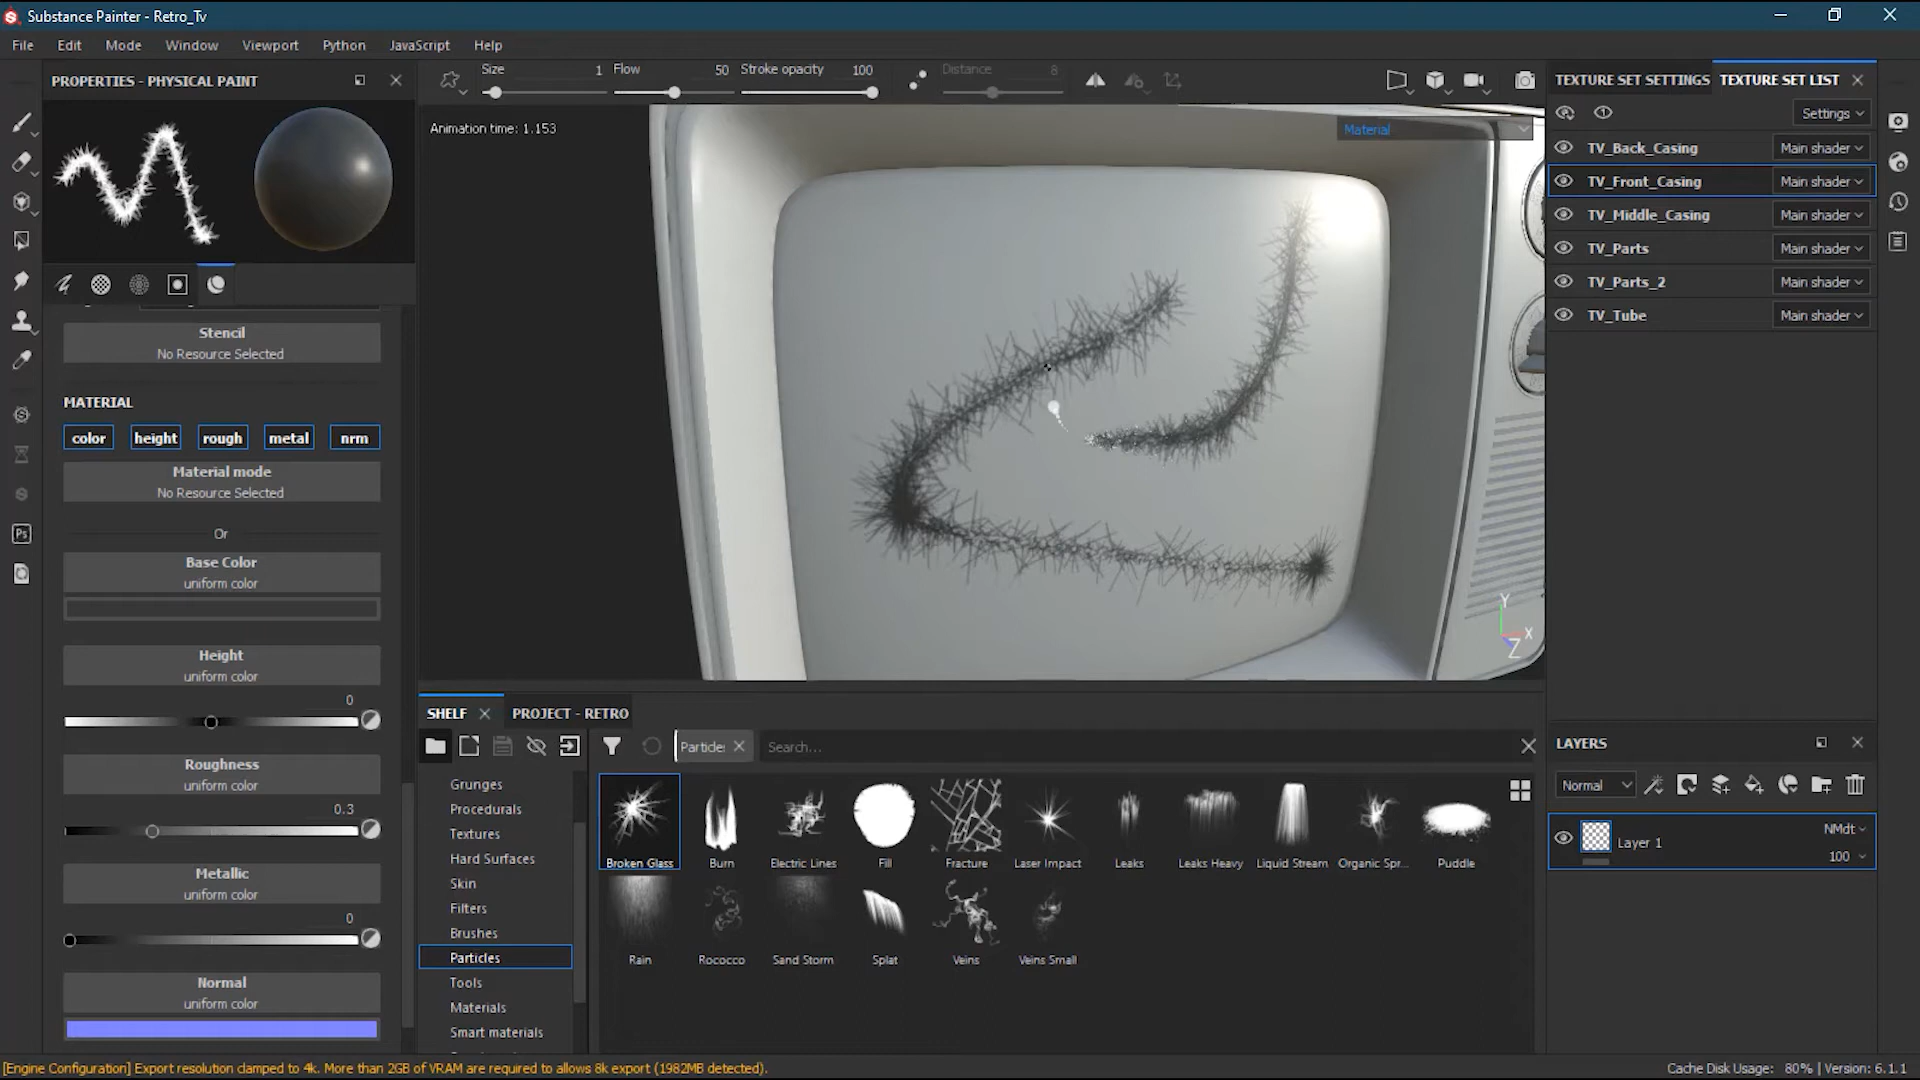 Substance Painter - Retro_Tv
File Edit Mode Window Viewport Python JavaScript Help
PROPERTIES - PHYSICAL PAINT
Size 1 Flow 50 Stroke opacity 100 Distance 8
TEXTURE SET SETTINGS TEXTURE SET LIST
Animation time: 1.153
Material
Settings
TV_Back_Casing Main shader
TV_Front_Casing Main shader
TV_Middle_Casing Main shader
TV_Parts Main shader
TV_Parts_2 Main shader
TV_Tube Main shader
Stencil
No Resource Selected
MATERIAL
color height rough metal nrm
Material mode
No Resource Selected
Or
Base Color
uniform color
Height
uniform color
0
Roughness
uniform color
0.3
Metallic
uniform color
0
Normal
uniform color
Ps
Y
X
Z
SHELF PROJECT - RETRO
Particle Search...
Grunges
Procedurals
Textures
Hard Surfaces
Skin
Filters
Brushes
Particles
Tools
Materials
Smart materials
Broken Glass Burn Electric Lines Fill Fracture Laser Impact Leaks Leaks Heavy Liquid Stream Organic Spr... Puddle
Rain Rococco Sand Storm Splat Veins Veins Small
LAYERS
Normal
Layer 1 NMdt
100
[Engine Configuration] Export resolution clamped to 4k. More than 2GB of VRAM are required to allows 8k export (1982MB detected).
Cache Disk Usage: 80% | Version: 6.1.1